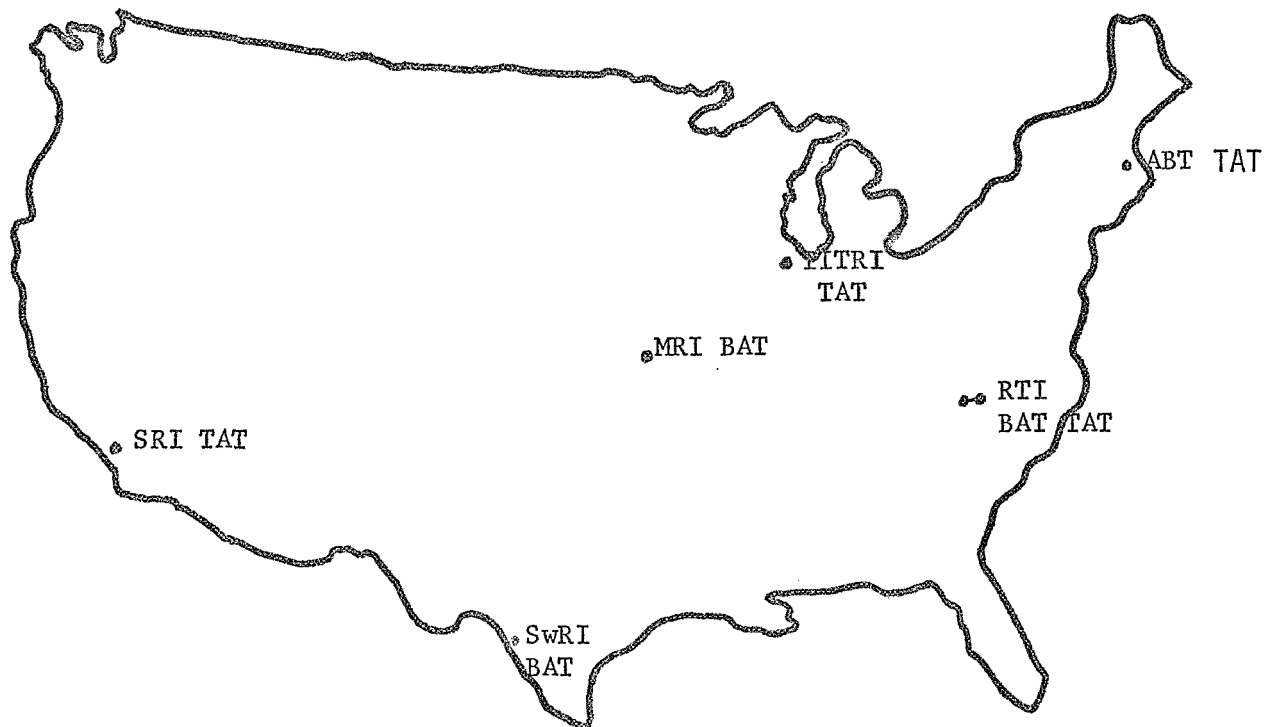 ABT TAT
IITRI
TAT
MRI BAT
RTI
BAT TAT
SRI TAT
SwRI
BAT